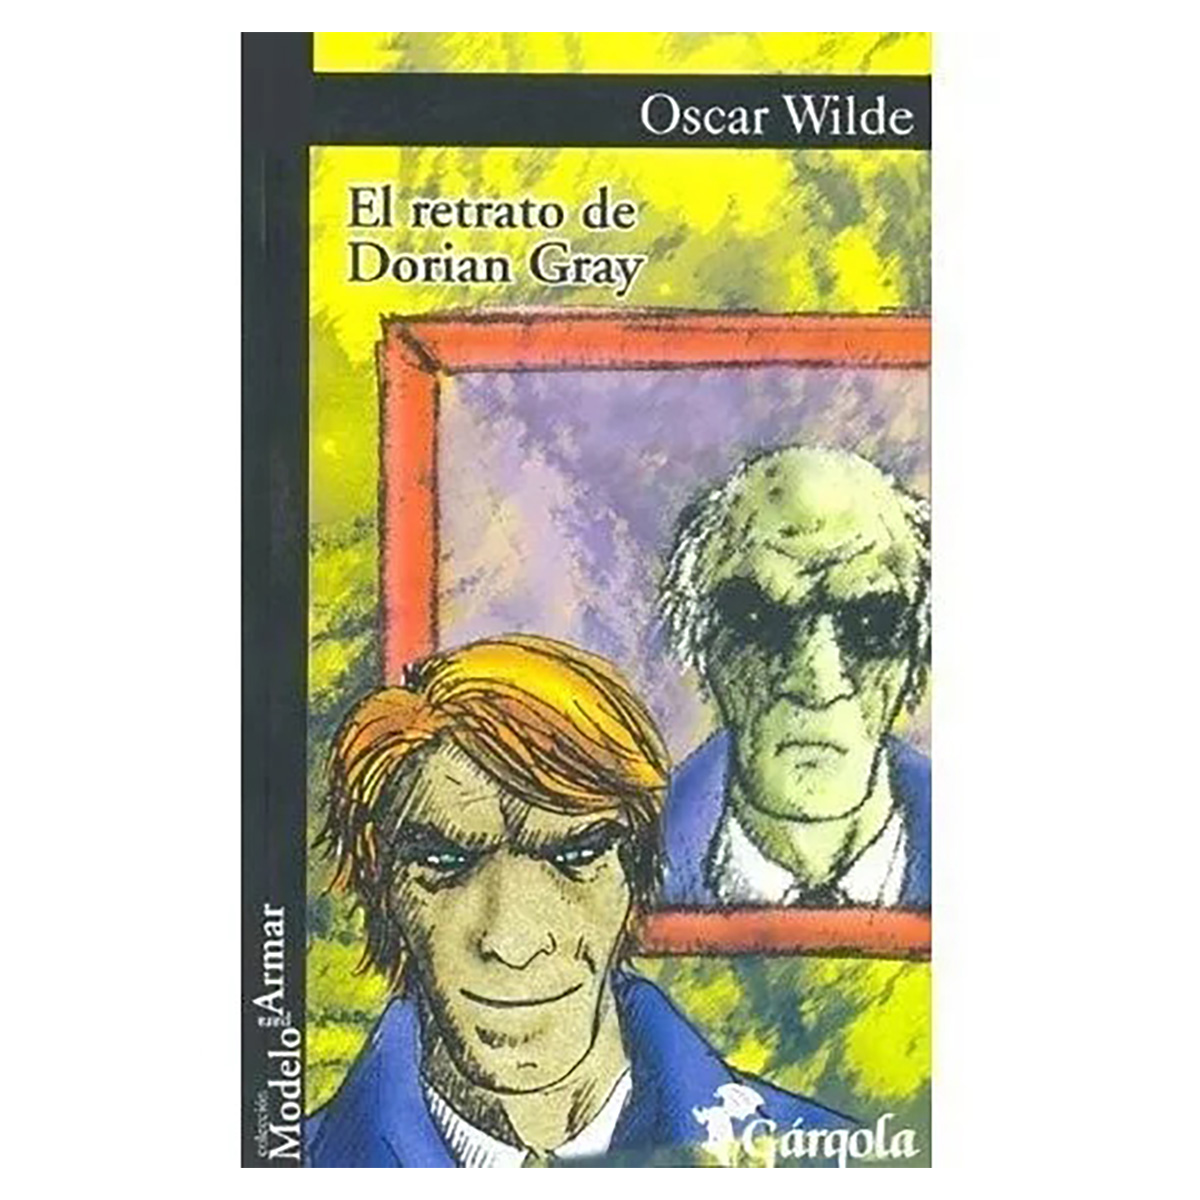 Oscar Wilde
El retrato de
Dorian Gray
colección
Modelo para Armar
Gárgola